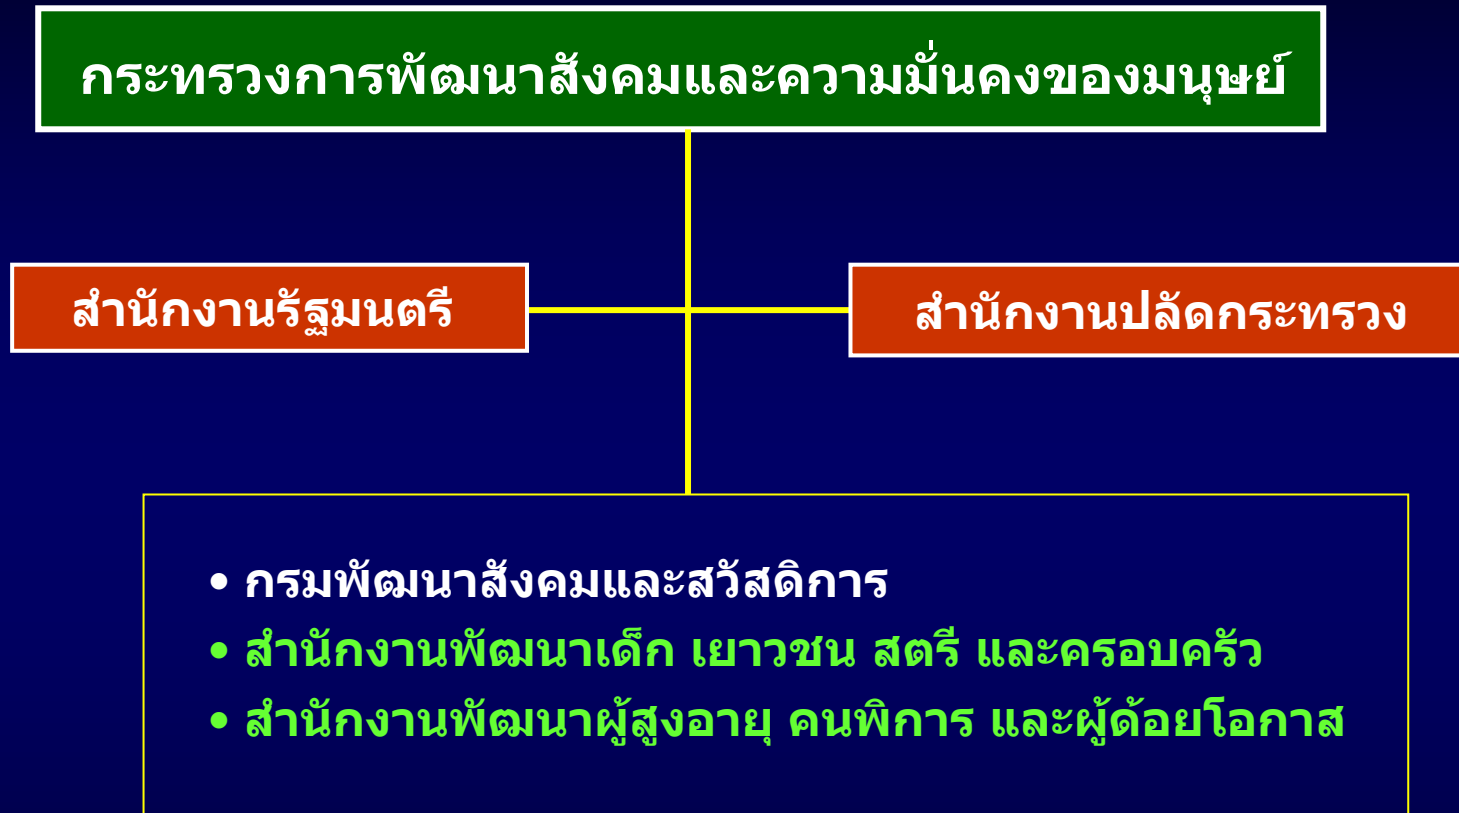 กระทรวงการพัฒนาสังคมและความมั่นคงของมนุษย์
สำนักงานรัฐมนตรี
สำนักงานปลัดกระทรวง
• กรมพัฒนาสังคมและสวัสดิการ
• สำนักงานพัฒนาเด็ก เยาวชน สตรี และครอบครัว
• สำนักงานพัฒนาผู้สูงอายุ คนพิการ และผู้ด้อยโอกาส